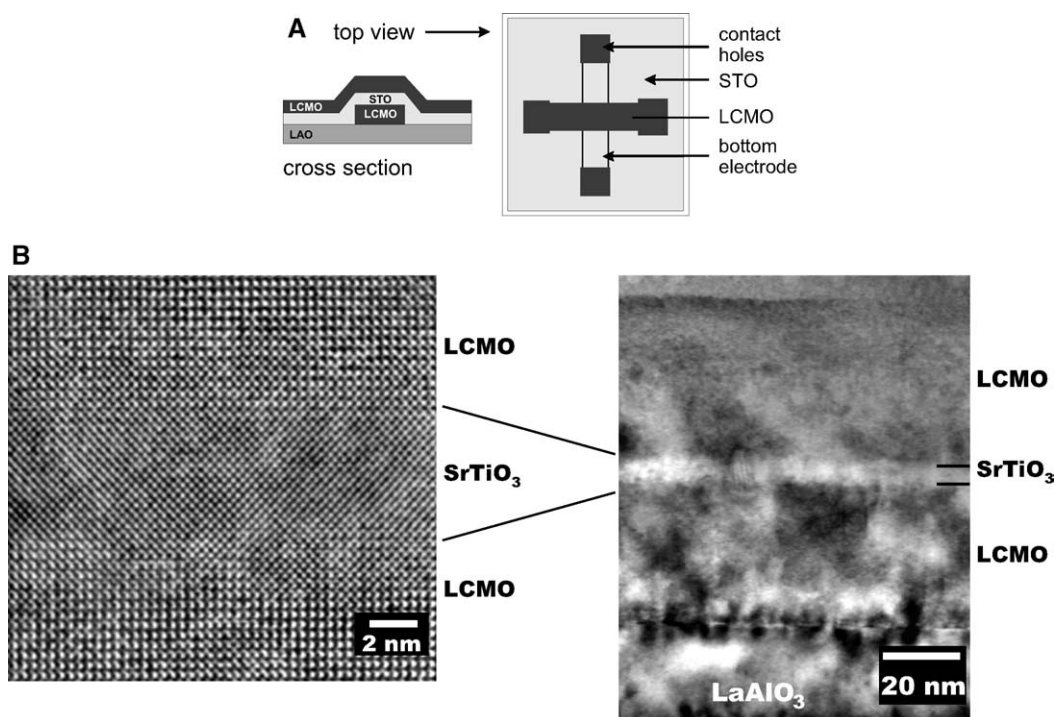 A
top view
contact
holes
STO
STO
LCMO
LCMO
LCMO
bottom
electrode
LAO
cross section
B
LCMO
SrTiO₃
LCMO
2 nm
LCMO
SrTiO₃
LCMO
20 nm
LaAlO₃